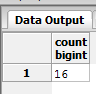 Data Output
count
bigint
1 16